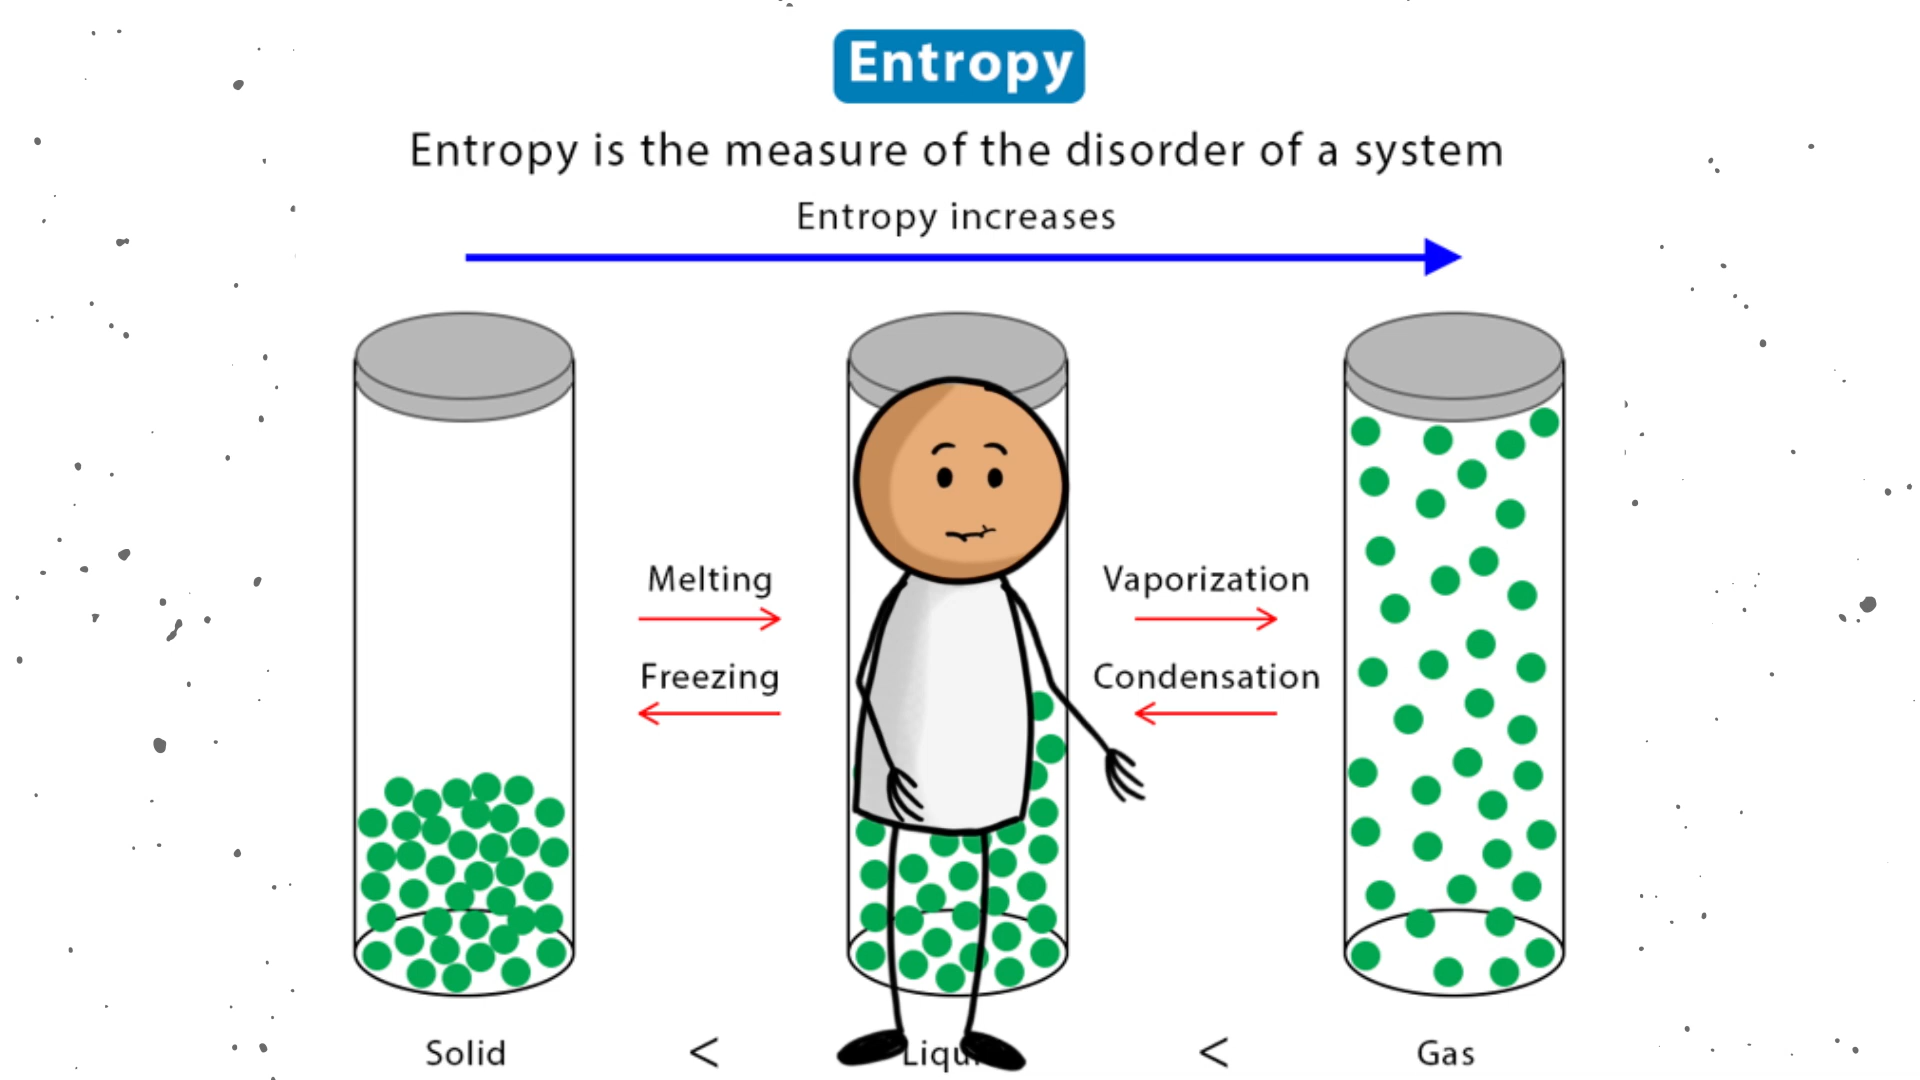 Entropy
Entropy is the measure of the disorder of a system
Entropy increases
Melting
Freezing
Vaporization
Condensation
Solid < < Gas